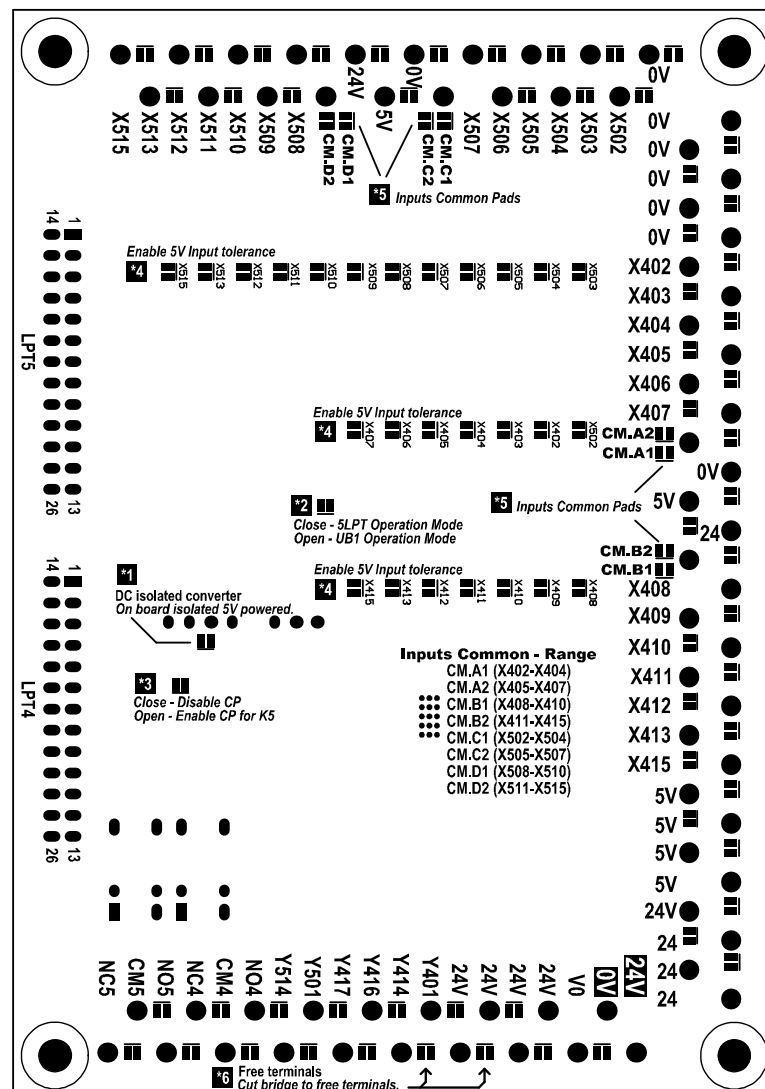 24V
0V
0V
5V
X515
X513
X512
X511
X510
X509
X508
CM.D2
CM.D1
CM.C2
CM.C1
X507
X506
X505
X504
X503
X502
0V
0V
0V
0V
0V
*5 Inputs Common Pads
14 1
LPT5
26 13
Enable 5V Input tolerance
*4 X515 X513 X512 X511 X510 X509 X508 X507 X506 X505 X504 X503
X402
X403
X404
X405
X406
X407
Enable 5V Input tolerance
*4 X407 X406 X405 X404 X403 X402 X502
CM.A2
CM.A1
0V
*5 Inputs Common Pads
5V
24
*2
Close - 5LPT Operation Mode
Open - UB1 Operation Mode
CM.B2
CM.B1
14 1
LPT4
26 13
*1
DC isolated converter
On board isolated 5V powered.
Enable 5V Input tolerance
*4 X415 X413 X412 X411 X410 X409 X408
X408
X409
X410
X411
X412
X413
X415
*3
Close - Disable CP
Open - Enable CP for K5
Inputs Common - Range
CM.A1 (X402-X404)
CM.A2 (X405-X407)
CM.B1 (X408-X410)
CM.B2 (X411-X415)
CM.C1 (X502-X504)
CM.C2 (X505-X507)
CM.D1 (X508-X510)
CM.D2 (X511-X515)
5V
5V
5V
5V
24V
24
24
24
NC5
CM5
NO5
NC4
CM4
NO4
Y514
Y501
Y417
Y416
Y414
Y401
24V
24V
24V
24V
V0
0V
24V
*6 Free terminals
Cut bridge to free terminals.